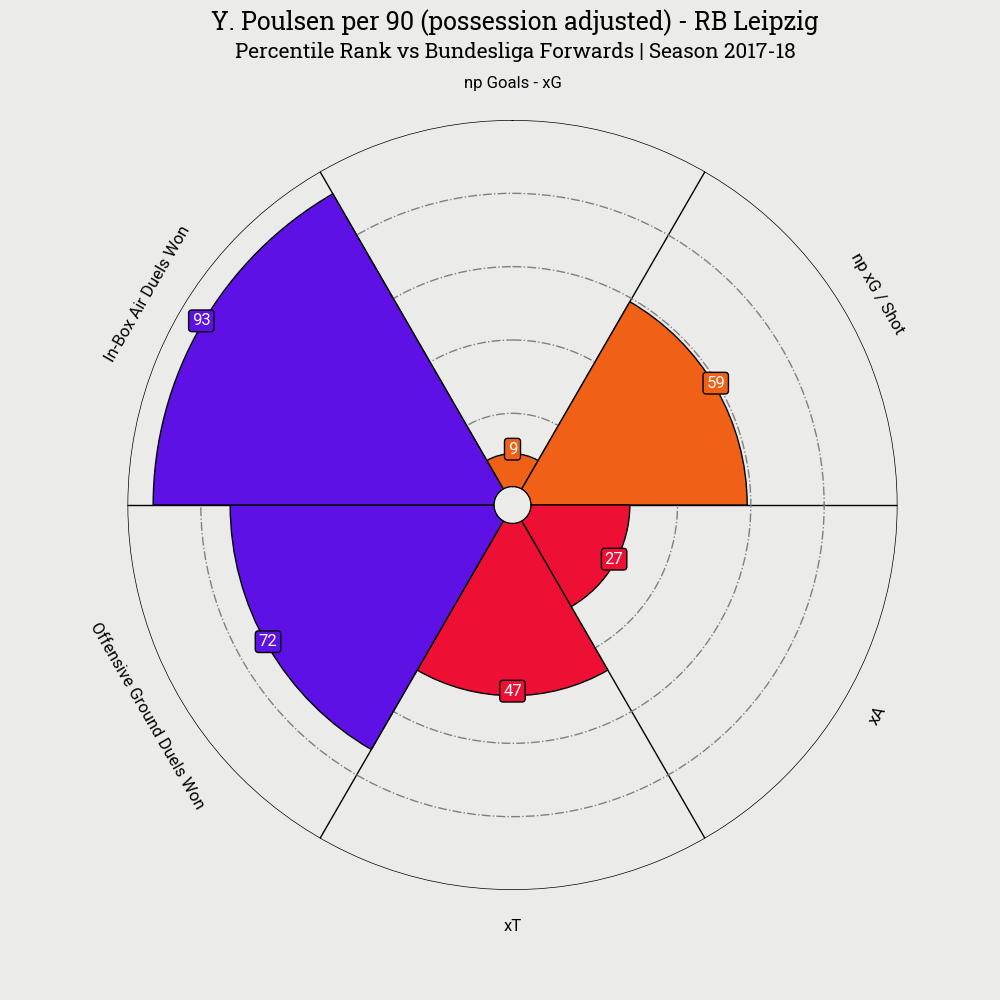 Y. Poulsen per 90 (possession adjusted) - RB Leipzig
Percentile Rank vs Bundesliga Forwards | Season 2017-18
np Goals - xG
In-Box Air Duels Won
np xG / Shot
93
59
9
27
72
47
Offensive Ground Duels Won
xA
xT